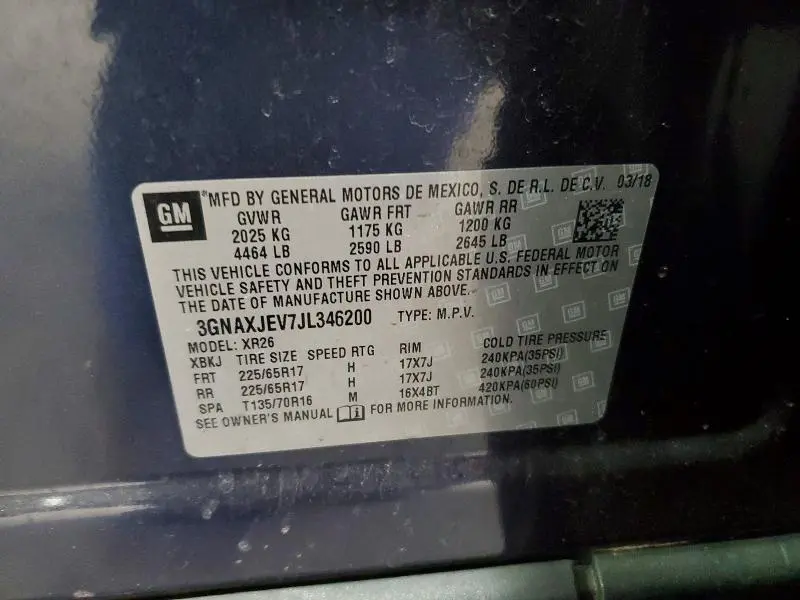 GM
®MFD BY GENERAL MOTORS DE MEXICO, S. DE R.L. DE C.V. 03/18
GVWR GAWR FRT GAWR RR
2025 KG 1175 KG 1200 KG
4464 LB 2590 LB 2645 LB
THIS VEHICLE CONFORMS TO ALL APPLICABLE U.S. FEDERAL MOTOR
VEHICLE SAFETY AND THEFT PREVENTION STANDARDS IN EFFECT ON
THE DATE OF MANUFACTURE SHOWN ABOVE.
3GNAXJEV7JL346200 TYPE: M.P.V.
MODEL: XR26
XBKJ TIRE SIZE SPEED RTG RIM COLD TIRE PRESSURE
FRT 225/65R17 H 17X7J 240KPA(35PSI)
RR 225/65R17 H 17X7J 240KPA(35PSI)
SPA T135/70R16 M 16X4BT 420KPA(60PSI)
SEE OWNER'S MANUAL FOR MORE INFORMATION.